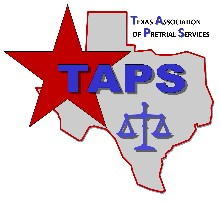 Texas Association
of Pretrial Services
TAPS